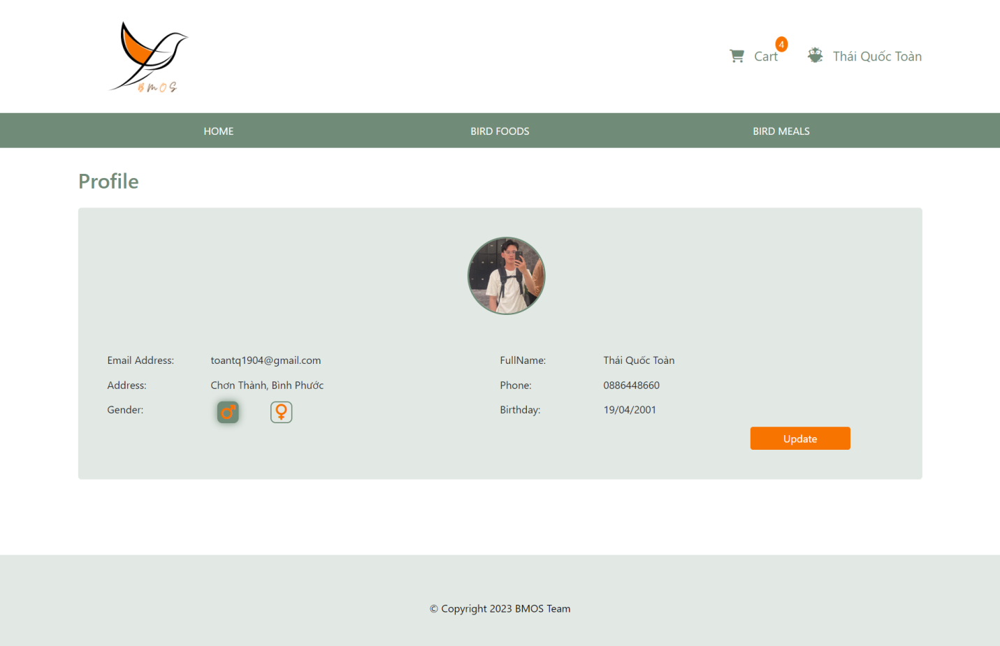 BMOS
Cart
4
Thái Quốc Toàn
HOME
BIRD FOODS
BIRD MEALS
Profile
Email Address:
toantq1904@gmail.com
FullName:
Thái Quốc Toàn
Address:
Chơn Thành, Bình Phước
Phone:
0886448660
Gender:
Birthday:
19/04/2001
Update
© Copyright 2023 BMOS Team